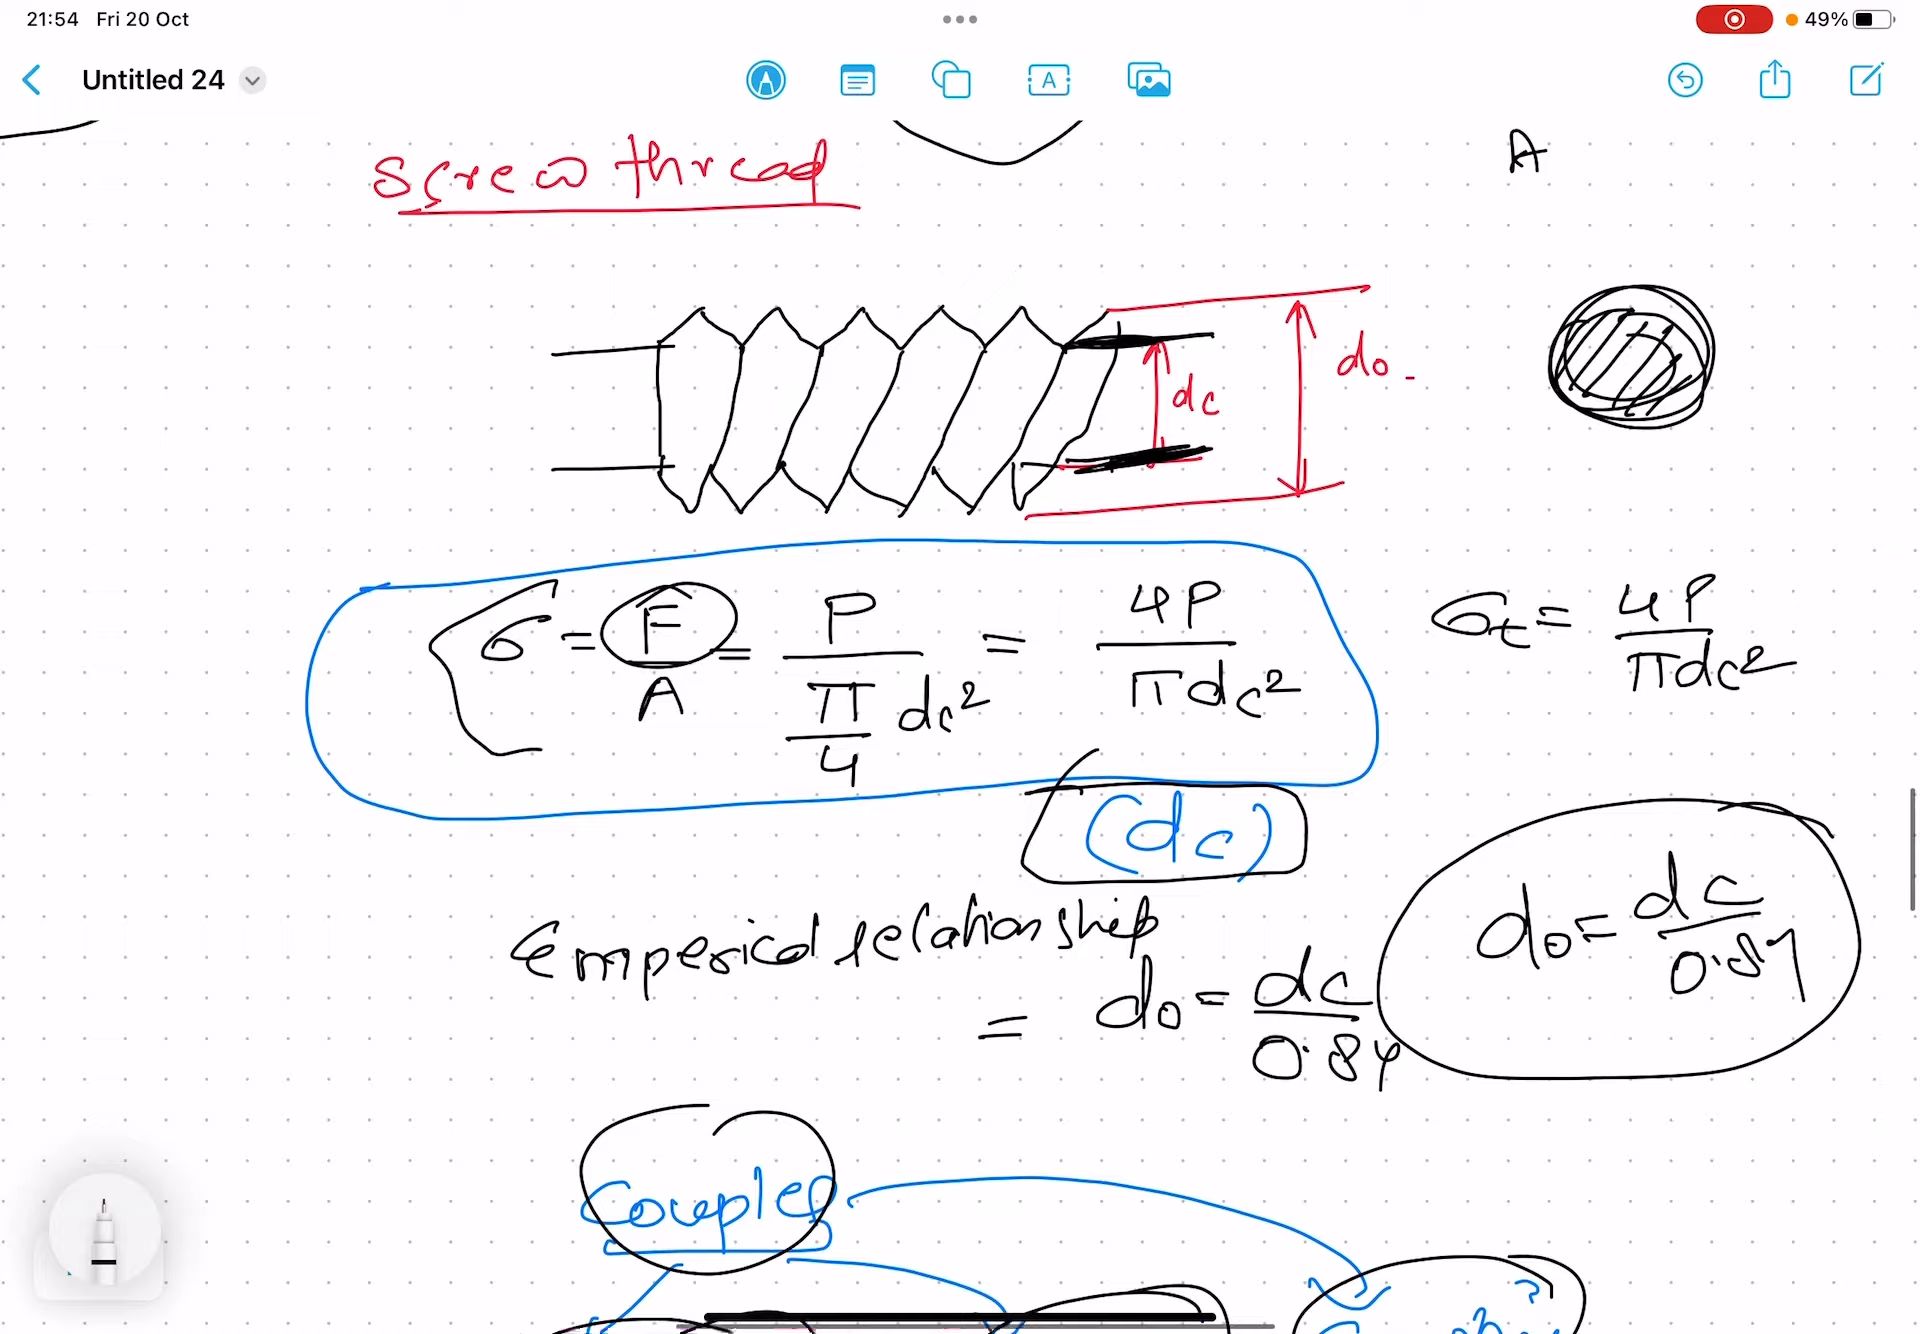 21:54 Fri 20 Oct
49%
Untitled 24
A
Screw thread
A
do
dc
σ = F/A = P/(π/4 dc²) = 4P/πdc²
σt = 4P/πdc²
(dc)
Emperical relationship
= do = dc/0.84
do = dc/0.84
Coupler